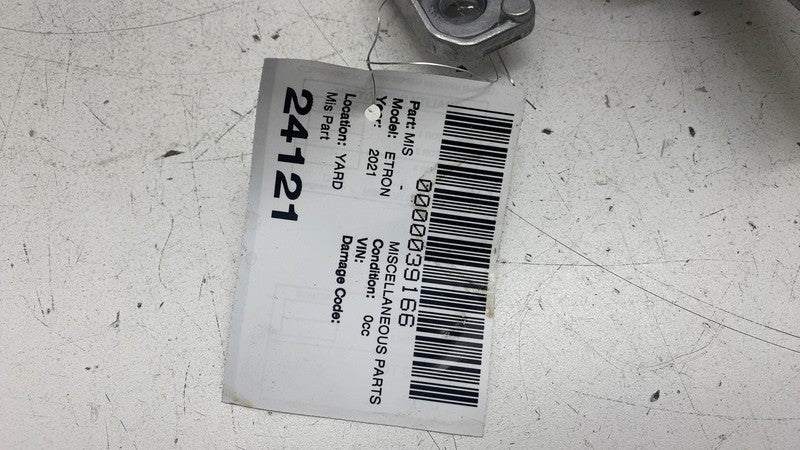 0000039166
Part: MIS - MISCELLANEOUS PARTS
Model: ETRON Condition: 0cc
Year: 2021 VIN:
Damage Code:
Location: YARD
Mis Part
24121